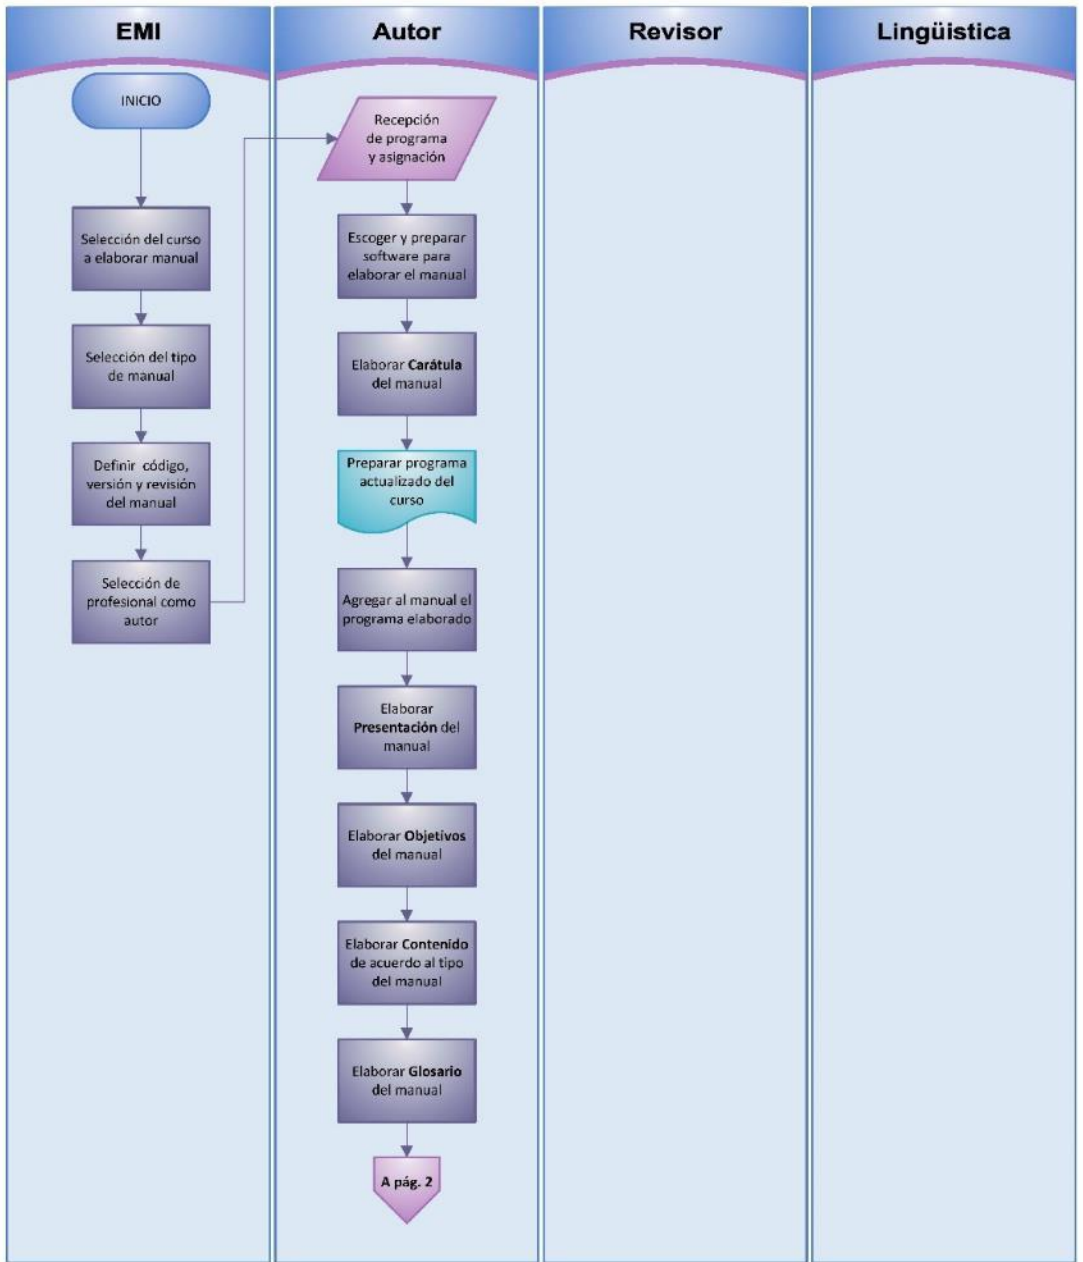 EMI
Autor
Revisor
Lingüistica
INICIO
Selección del curso
a elaborar manual
Selección del tipo
de manual
Definir código,
versión y revisión
del manual
Selección de
profesional como
autor
Recepción
de programa
y asignación
Escoger y preparar
software para
elaborar el manual
Elaborar Carátula
del manual
Preparar programa
actualizado del
curso
Agregar al manual el
programa elaborado
Elaborar
Presentación del
manual
Elaborar Objetivos
del manual
Elaborar Contenido
de acuerdo al tipo
del manual
Elaborar Glosario
del manual
A pág. 2